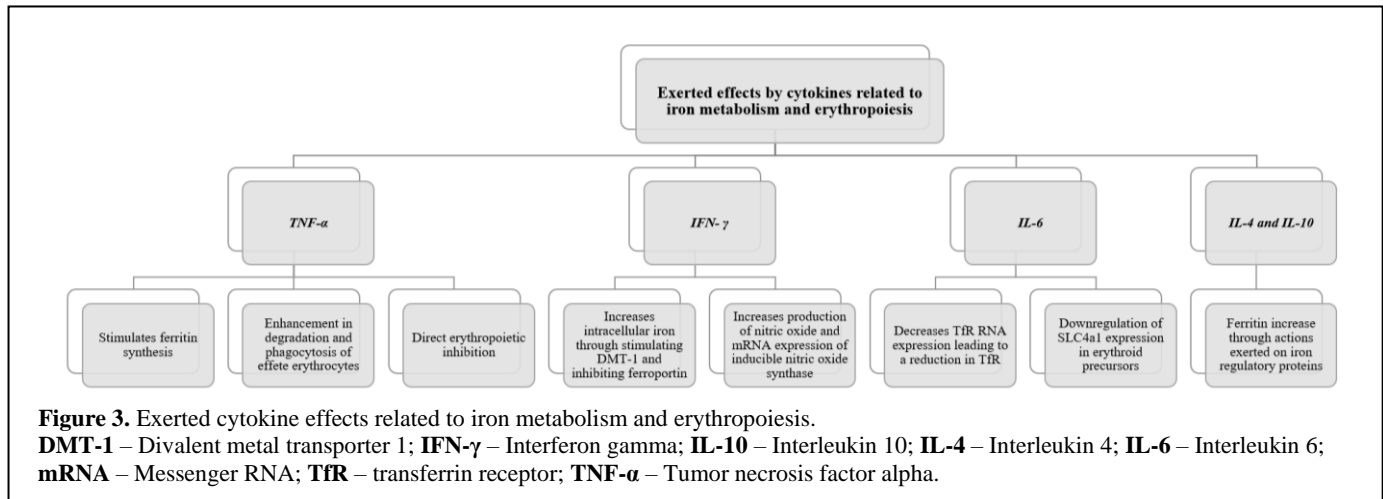 Exerted effects by cytokines related to
iron metabolism and erythropoiesis
TNF-α
IFN- γ
IL-6
IL-4 and IL-10
Stimulates ferritin
synthesis
Enhancement in
degradation and
phagocytosis of
effete erythrocytes
Direct erythropoietic
inhibition
Increases
intracellular iron
through stimulating
DMT-1 and
inhibiting ferroportin
Increases production
of nitric oxide and
mRNA expression of
inducible nitric oxide
synthase
Decreases TfR RNA
expression leading to
a reduction in TfR
Downregulation of
SLC4a1 expression
in erythroid
precursors
Ferritin increase
through actions
exerted on iron
regulatory proteins
Figure 3. Exerted cytokine effects related to iron metabolism and erythropoiesis.
DMT-1 – Divalent metal transporter 1; IFN-γ – Interferon gamma; IL-10 – Interleukin 10; IL-4 – Interleukin 4; IL-6 – Interleukin 6;
mRNA – Messenger RNA; TfR – transferrin receptor; TNF-α – Tumor necrosis factor alpha.